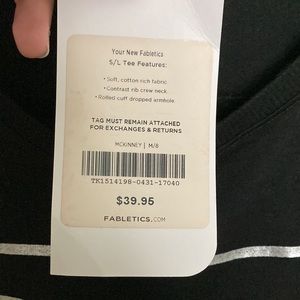 Your New Fabletics
S/L Tee Features:
• Soft, cotton rich fabric
• Contrast rib crew neck
• Rolled cuff dropped armhole
TAG MUST REMAIN ATTACHED
FOR EXCHANGES & RETURNS
MCKINNEY | M/8
TK1514198-0431-17040
$39.95
FABLETICS.COM